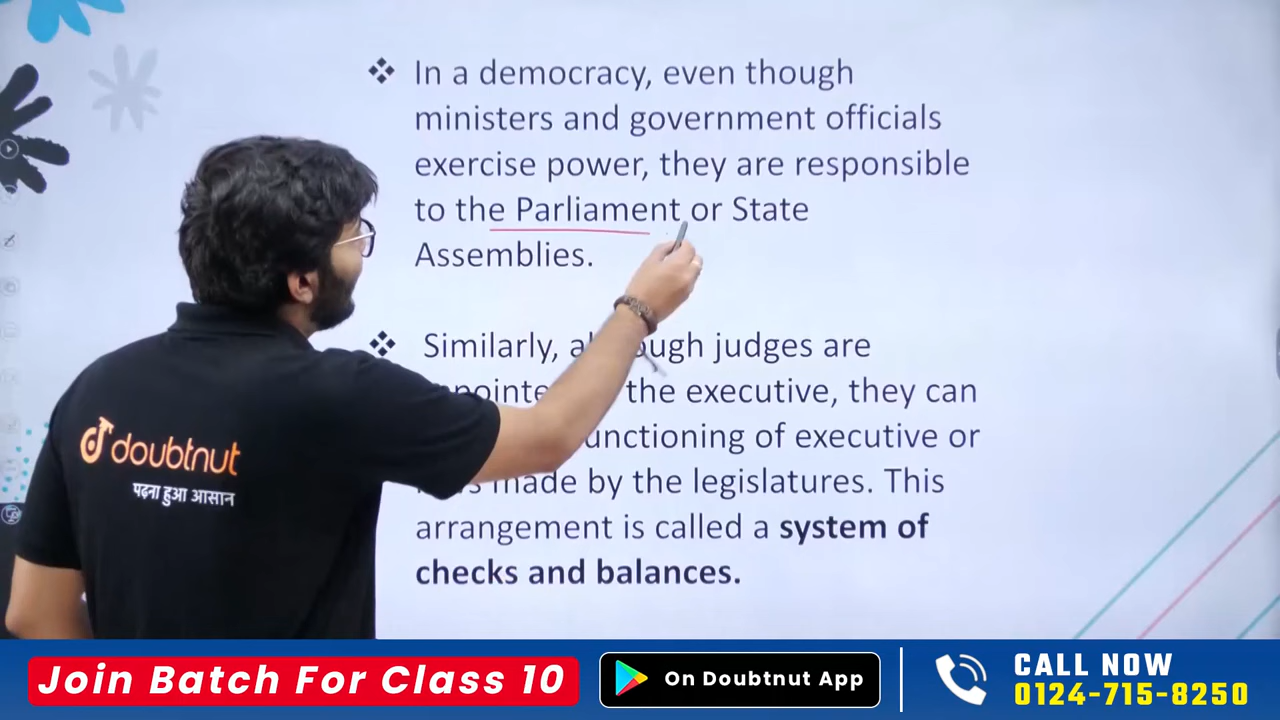 In a democracy, even though
ministers and government officials
exercise power, they are responsible
to the Parliament or State
Assemblies.
Similarly, although judges are
the executive, they can
functioning of executive or
made by the legislatures. This
arrangement is called a system of
checks and balances.
doubtnut
पढ़ना हुआ आसान
Join Batch For Class 10
On Doubtnut App
CALL NOW
0124-715-8250